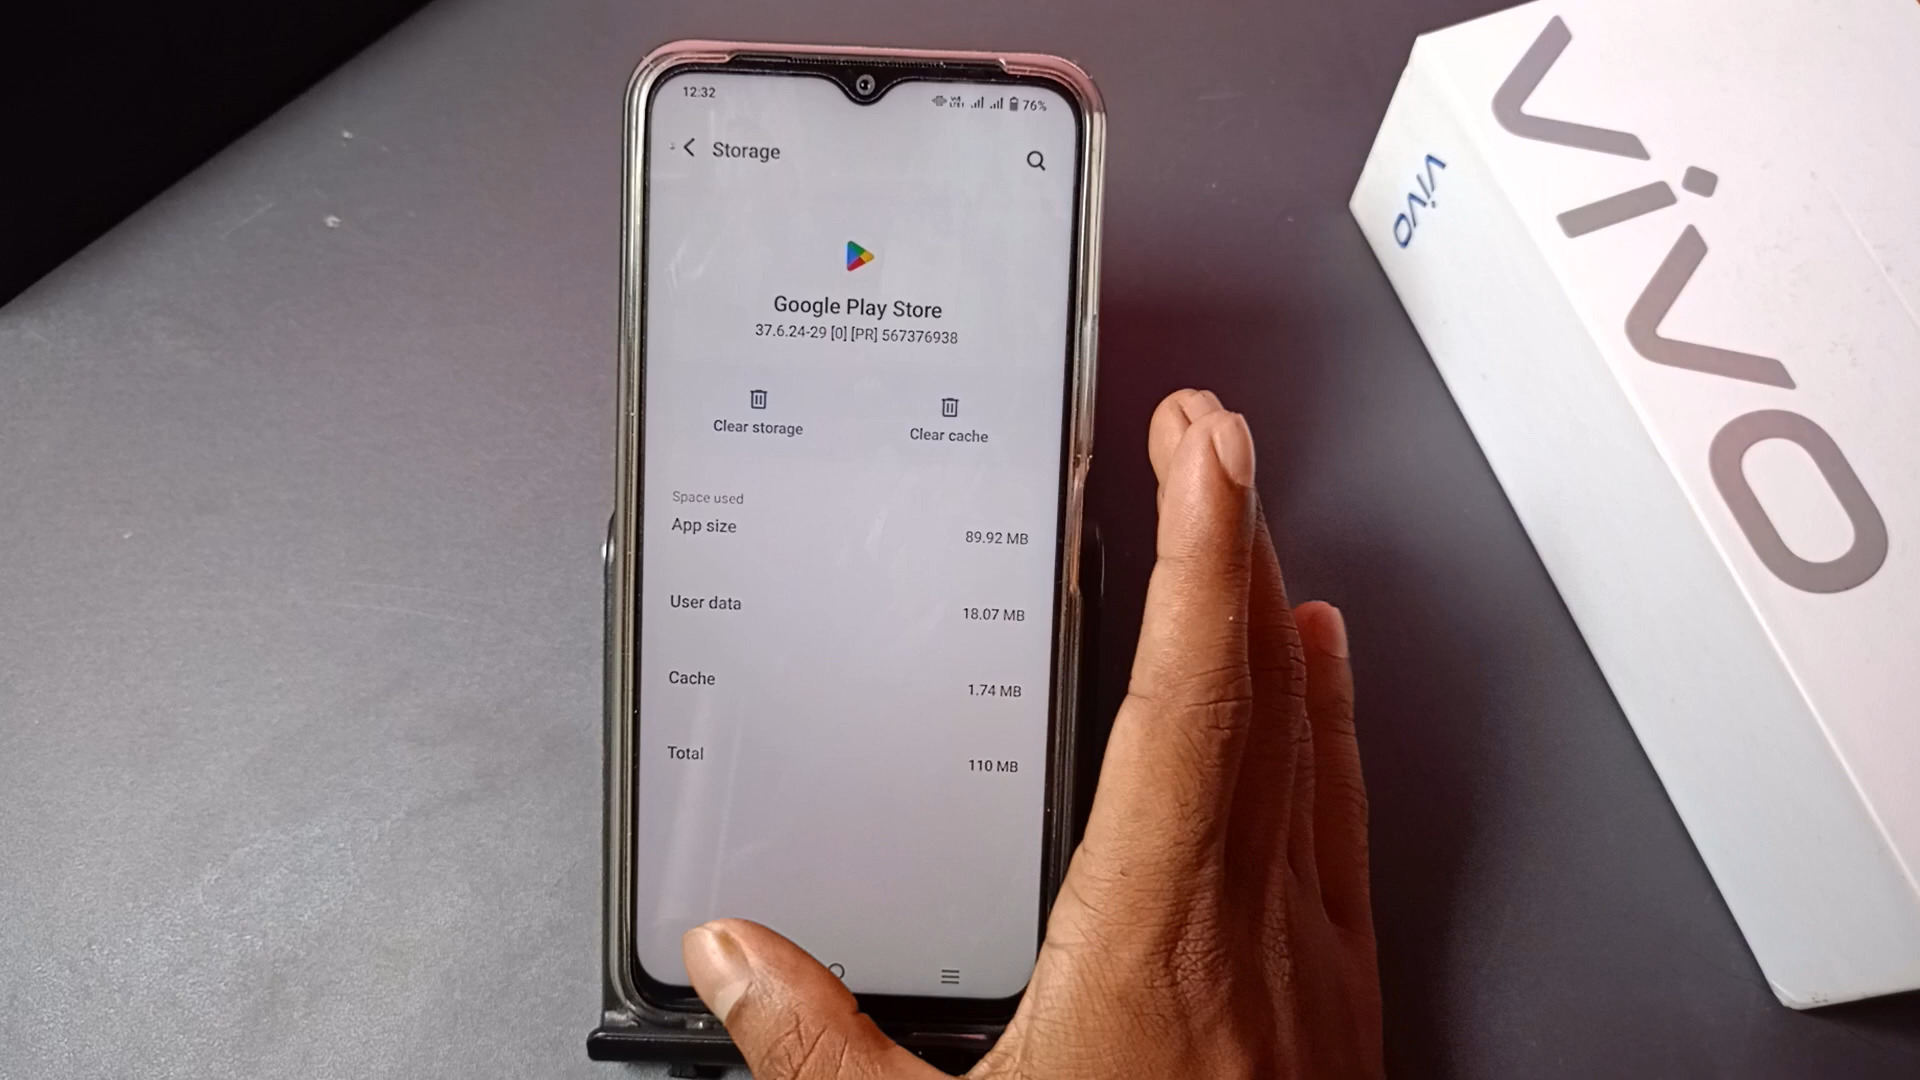 12:32
76%
Storage
Google Play Store
37.6.24-29 [0] [PR] 567376938
Clear storage
Clear cache
Space used
App size
89.92 MB
User data
18.07 MB
Cache
1.74 MB
Total
110 MB
vivo
vivo